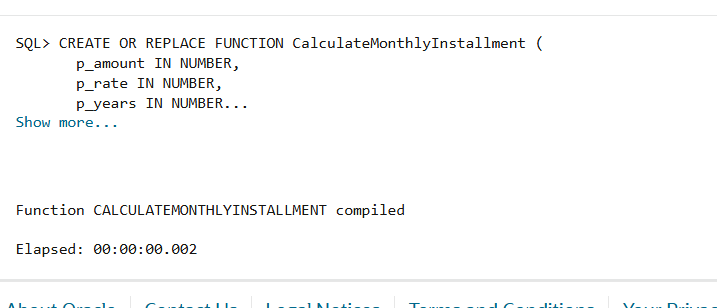 SQL> CREATE OR REPLACE FUNCTION CalculateMonthlyInstallment (
p_amount IN NUMBER,
p_rate IN NUMBER,
p_years IN NUMBER...
Show more...
Function CALCULATEMONTHLYINSTALLMENT compiled
Elapsed: 00:00:00.002
About Oracle Contact Us Legal Notices Terms and Conditions Your